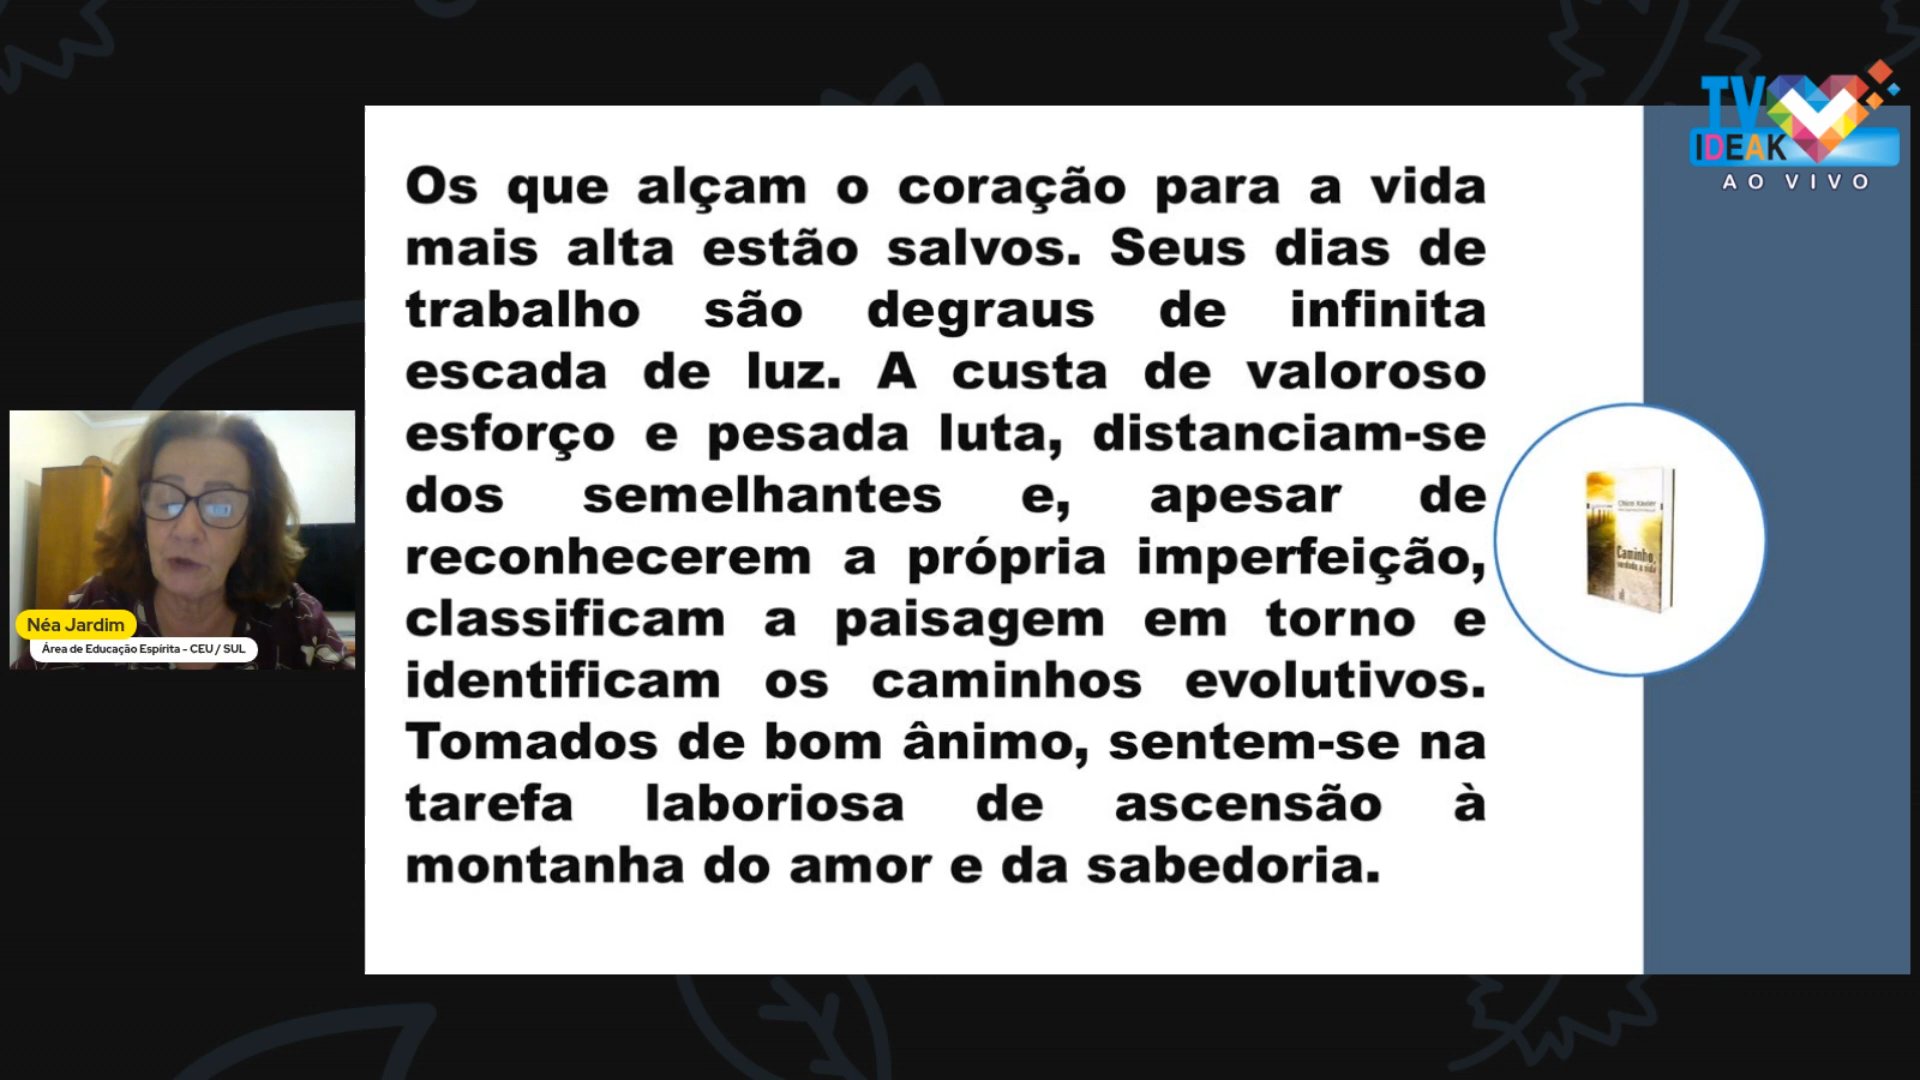 TV
IDEAK
AO VIVO
Os que alçam o coração para a vida
mais alta estão salvos. Seus dias de
trabalho são degraus de infinita
escada de luz. A custa de valoroso
esforço e pesada luta, distanciam-se
dos semelhantes e, apesar de
reconhecerem a própria imperfeição,
classificam a paisagem em torno e
identificam os caminhos evolutivos.
Tomados de bom ânimo, sentem-se na
tarefa laboriosa de ascensão à
montanha do amor e da sabedoria.
Chico Xavier
Caminho,
verdade e vida
Néa Jardim
Área de Educação Espírita - CEU / SUL